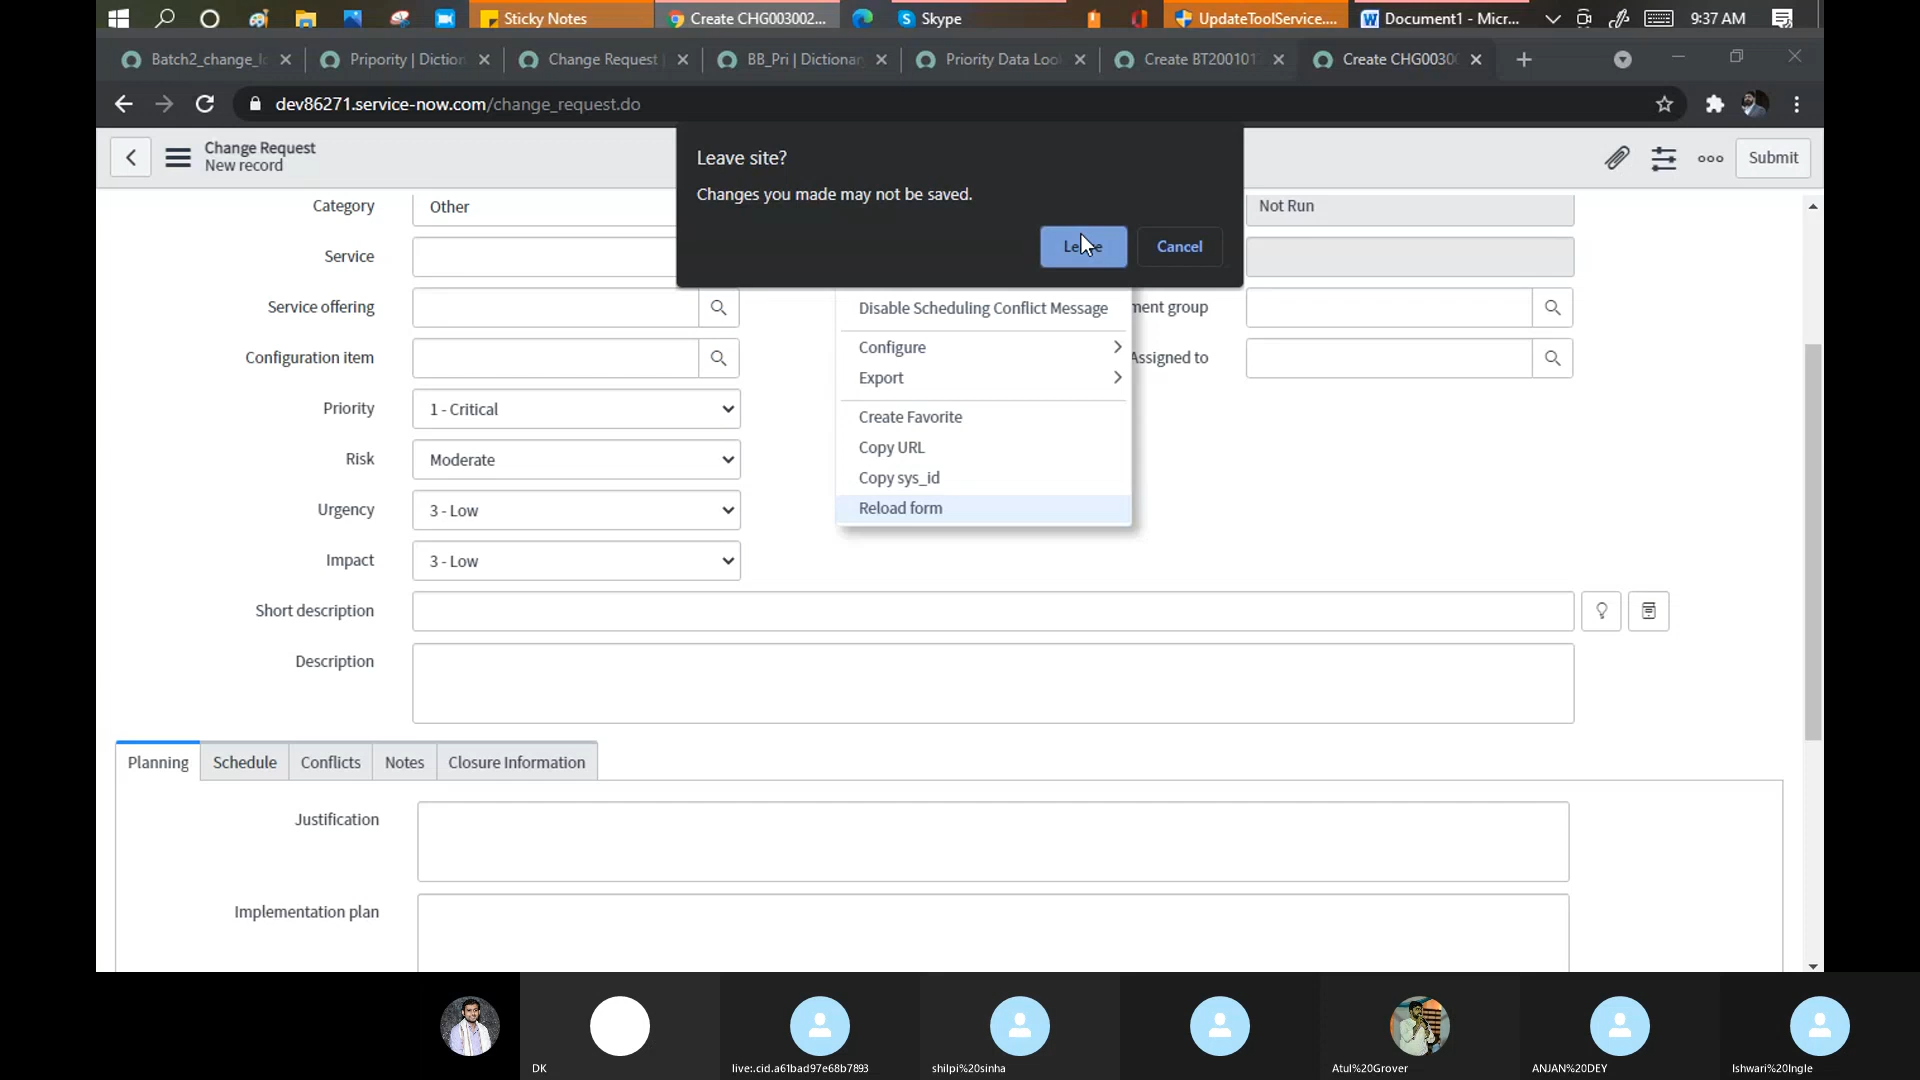 Sticky Notes
Create CHG003002...
Skype
UpdateToolService....
Document1 - Micr...
9:37 AM
Batch2_change_l
Pripority | Diction
Change Request |
BB_Pri | Dictionar
Priority Data Loo
Create BT200101
Create CHG0030
dev86271.service-now.com/change_request.do
Change Request
New record
Submit
Leave site?
Changes you made may not be saved.
Cancel
Category
Other
Not Run
Service
Service offering
Disable Scheduling Conflict Message
ment group
Configuration item
Configure
Assigned to
Export
Priority
1 - Critical
Create Favorite
Copy URL
Risk
Moderate
Copy sys_id
Urgency
3 - Low
Reload form
Impact
3 - Low
Short description
Description
Planning
Schedule
Conflicts
Notes
Closure Information
Justification
Implementation plan
DK
live:.cid.a61bad97e68b7893
shilpi%20sinha
Atul%20Grover
ANJAN%20DEY
Ishwari%20Ingle